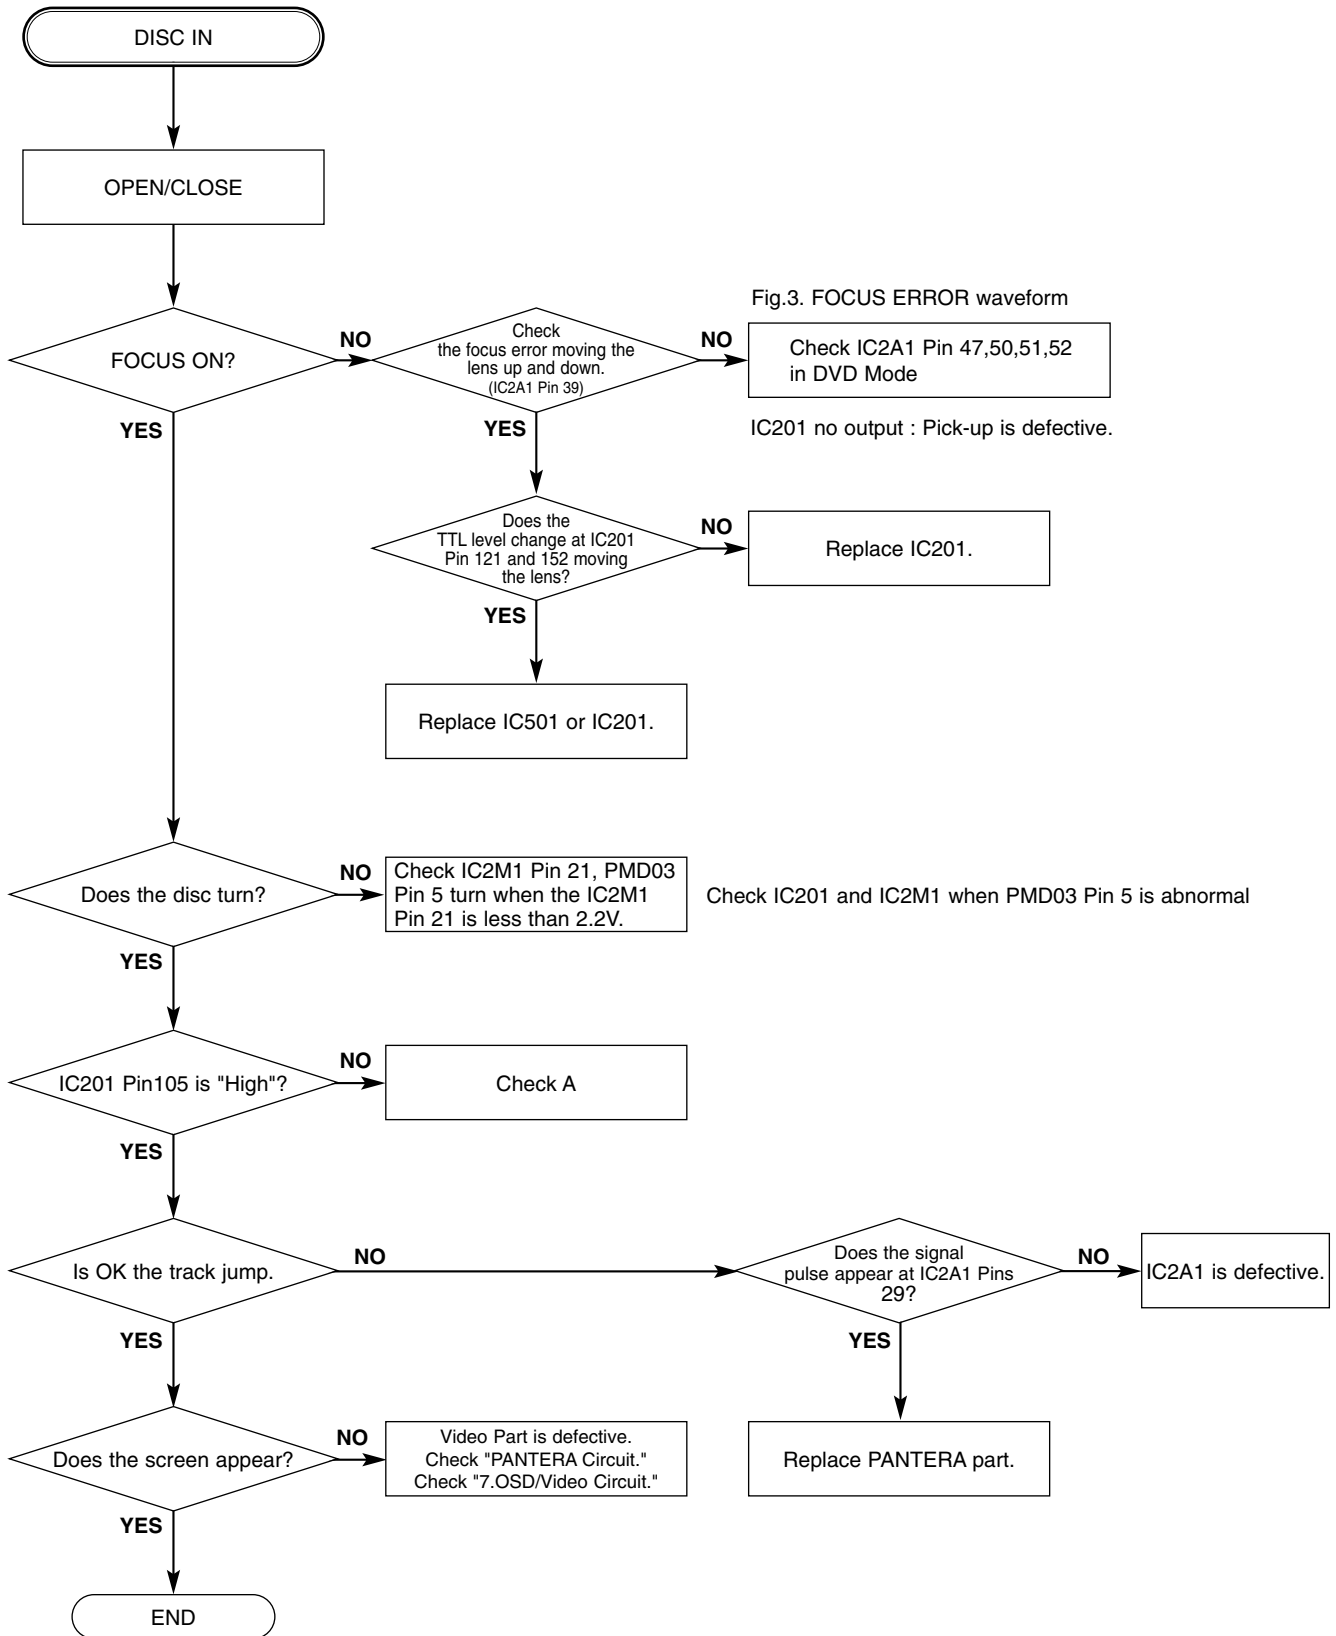 DISC IN
OPEN/CLOSE
Fig.3. FOCUS ERROR waveform
FOCUS ON?
NO
Check
the focus error moving the
lens up and down.
(IC2A1 Pin 39)
NO
Check IC2A1 Pin 47,50,51,52
in DVD Mode
IC201 no output : Pick-up is defective.
YES
YES
Does the
TTL level change at IC201
Pin 121 and 152 moving
the lens?
NO
Replace IC201.
YES
Replace IC501 or IC201.
Does the disc turn?
NO
Check IC2M1 Pin 21, PMD03
Pin 5 turn when the IC2M1
Pin 21 is less than 2.2V.
Check IC201 and IC2M1 when PMD03 Pin 5 is abnormal
YES
IC201 Pin105 is "High"?
NO
Check A
YES
Is OK the track jump.
NO
Does the signal
pulse appear at IC2A1 Pins
29?
NO
IC2A1 is defective.
YES
YES
Does the screen appear?
NO
Video Part is defective.
Check "PANTERA Circuit."
Check "7.OSD/Video Circuit."
Replace PANTERA part.
YES
END